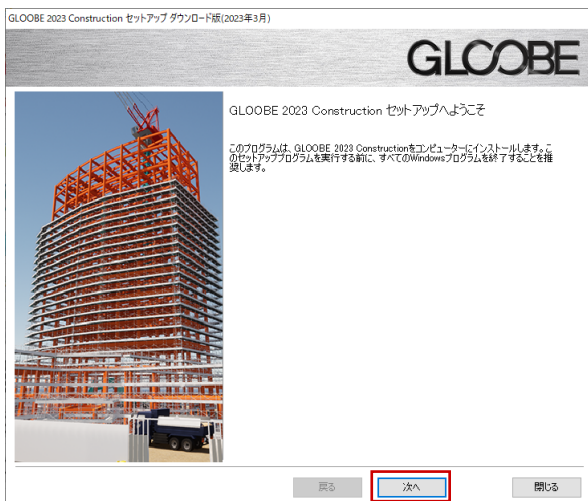 GLOOBE 2023 Construction セットアップ ダウンロード版(2023年3月)
GLOOBE
GLOOBE 2023 Construction セットアップへようこそ
このプログラムは、GLOOBE 2023 Constructionをコンピューターにインストールします。こ
のセットアッププログラムを実行する前に、すべてのWindowsプログラムを終了することを推
奨します。
戻る
次へ
閉じる